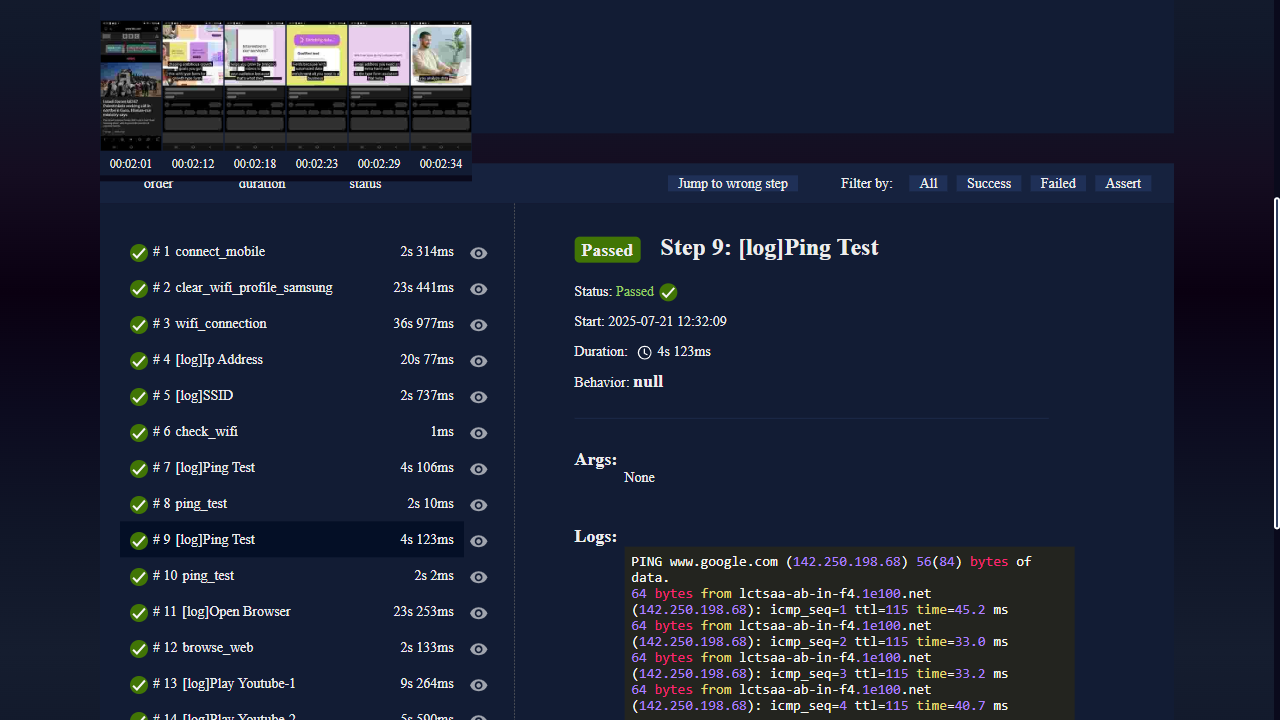 00:02:01 00:02:12 00:02:18 00:02:23 00:02:29 00:02:34
order duration status
Jump to wrong step Filter by: All Success Failed Assert
# 1 connect_mobile 2s 314ms
# 2 clear_wifi_profile_samsung 23s 441ms
# 3 wifi_connection 36s 977ms
# 4 [log]Ip Address 20s 77ms
# 5 [log]SSID 2s 737ms
# 6 check_wifi 1ms
# 7 [log]Ping Test 4s 106ms
# 8 ping_test 2s 10ms
# 9 [log]Ping Test 4s 123ms
# 10 ping_test 2s 2ms
# 11 [log]Open Browser 23s 253ms
# 12 browse_web 2s 133ms
# 13 [log]Play Youtube-1 9s 264ms
# 14 [log]Play Youtube-2 5s 590ms
Passed Step 9: [log]Ping Test
Status: Passed
Start: 2025-07-21 12:32:09
Duration: 4s 123ms
Behavior: null
Args:
None
Logs:
PING www.google.com (142.250.198.68) 56(84) bytes of
data.
64 bytes from lctsaa-ab-in-f4.1e100.net
(142.250.198.68): icmp_seq=1 ttl=115 time=45.2 ms
64 bytes from lctsaa-ab-in-f4.1e100.net
(142.250.198.68): icmp_seq=2 ttl=115 time=33.0 ms
64 bytes from lctsaa-ab-in-f4.1e100.net
(142.250.198.68): icmp_seq=3 ttl=115 time=33.2 ms
64 bytes from lctsaa-ab-in-f4.1e100.net
(142.250.198.68): icmp_seq=4 ttl=115 time=40.7 ms